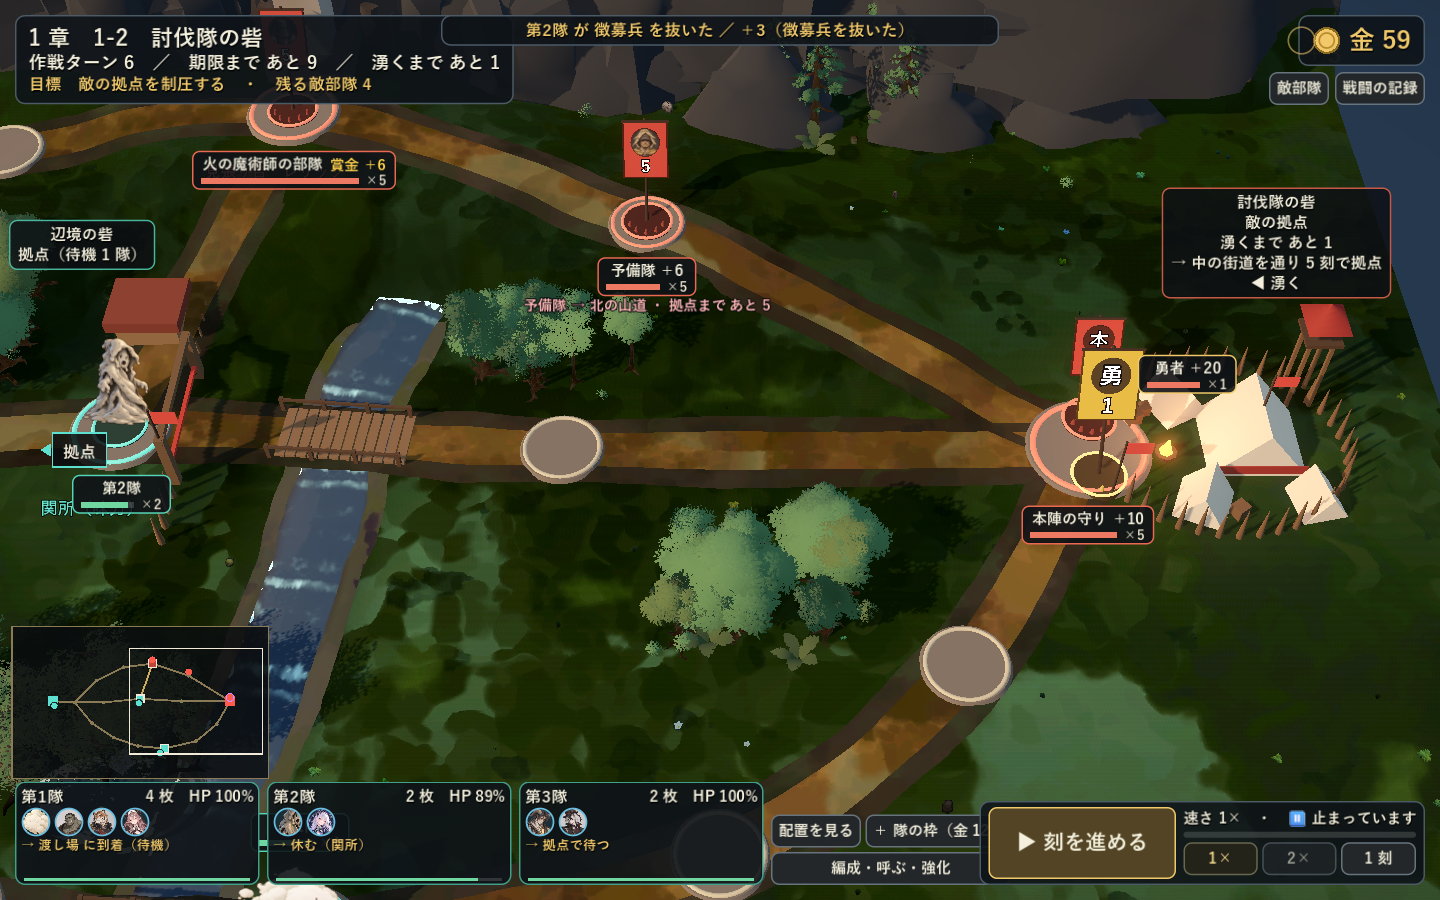 1 章　1-2　討伐隊の砦
作戦ターン 6　／　期限まで あと 9　／　湧くまで あと 1
目標　敵の拠点を制圧する　・　残る敵部隊 4
第2隊 が 徴募兵 を抜いた ／ +3（徴募兵を抜いた）
金 59
敵部隊
戦闘の記録
火の魔術師の部隊 賞金 +6
×5
5
予備隊 +6
×5
予備隊 → 北の山道 ・ 拠点まで あと 5
辺境の砦
拠点（待機 1 隊）
討伐隊の砦
敵の拠点
湧くまで あと 1
→ 中の街道を通り 5 刻で拠点
◀ 湧く
本
勇
1
勇者 +20
×1
本陣の守り +10
×5
拠点
第2隊
×2
関所
第1隊　4 枚　HP 100%
→ 渡し場 に到着（待機）
第2隊　2 枚　HP 89%
→ 休む（関所）
第3隊　2 枚　HP 100%
→ 拠点で待つ
配置を見る
+ 隊の枠（金 1
編成・呼ぶ・強化
▶ 刻を進める
速さ 1×　・　⏸ 止まっています
1×
2×
1 刻